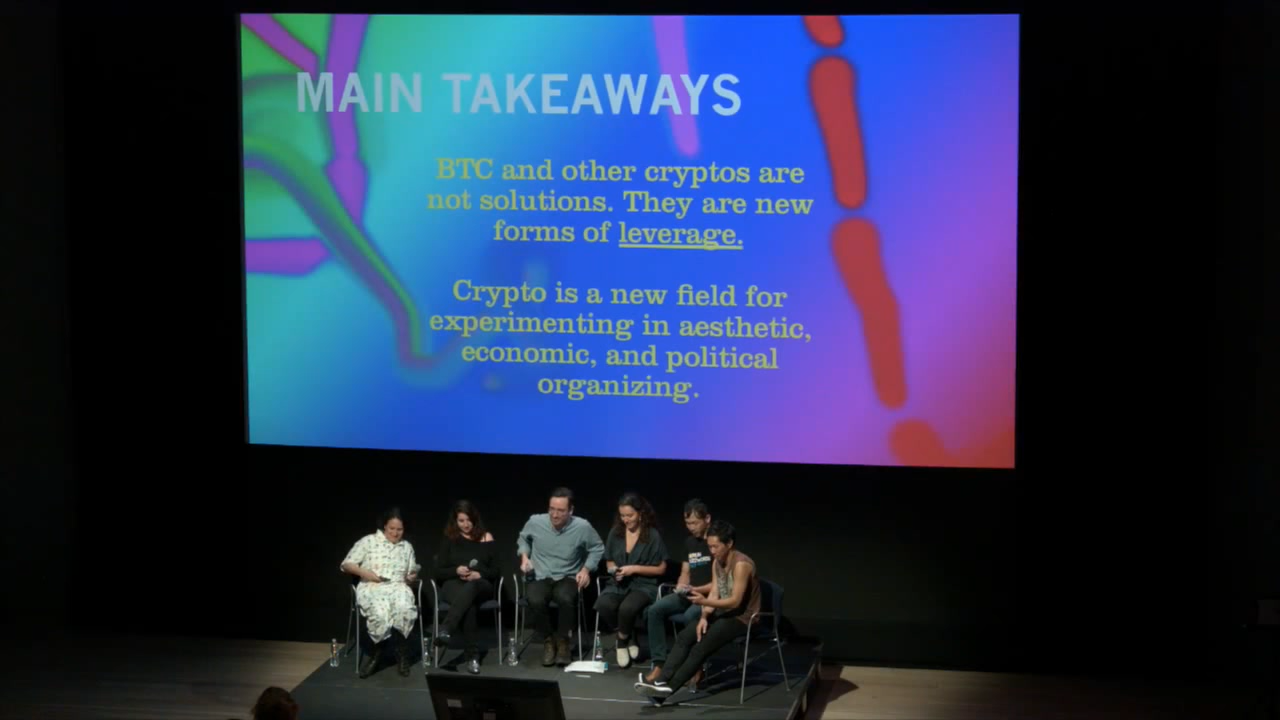 MAIN TAKEAWAYS
BTC and other cryptos are
not solutions. They are new
forms of leverage.
Crypto is a new field for
experimenting in aesthetic,
economic, and political
organizing.